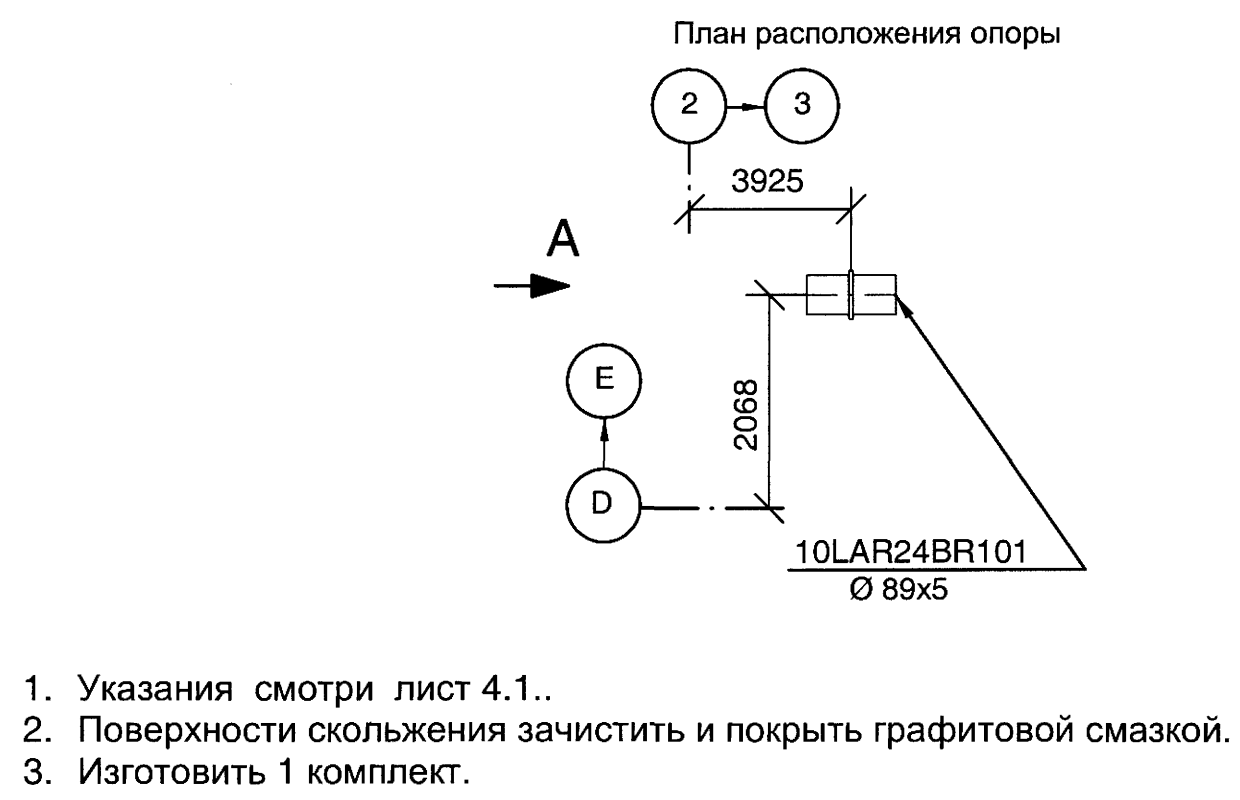 План расположения опоры
2
3
3925
A
E
2068
D
10LAR24BR101
Ø 89x5
1. Указания смотри лист 4.1..
2. Поверхности скольжения зачистить и покрыть графитовой смазкой.
3. Изготовить 1 комплект.